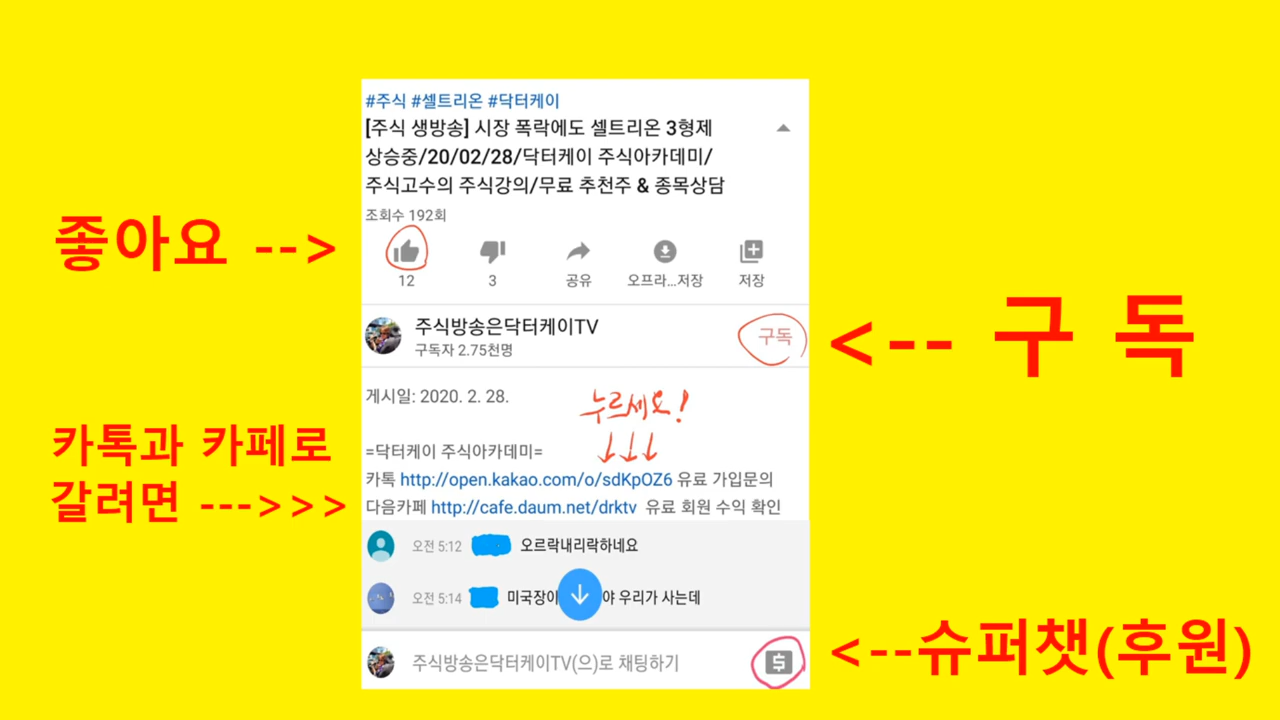 #주식 #셀트리온 #닥터케이
[주식 생방송] 시장 폭락에도 셀트리온 3형제
상승중/20/02/28/닥터케이 주식아카데미/
주식고수의 주식강의/무료 추천주 & 종목상담
조회수 192회
좋아요 -->
12
3
공유
오프라...저장
저장
주식방송은닥터케이TV
구독자 2.75천명
구독
<-- 구 독
게시일: 2020. 2. 28.
누르세요!
↓↓↓
카톡과 카페로
갈려면 --->>>
=닥터케이 주식아카데미=
카톡 http://open.kakao.com/o/sdKpOZ6 유료 가입문의
다음카페 http://cafe.daum.net/drktv 유료 회원 수익 확인
오전 5:12 오르락내리락하네요
오전 5:14 미국장이 야 우리가 사는데
주식방송은닥터케이TV(으)로 채팅하기
$
<--슈퍼챗(후원)